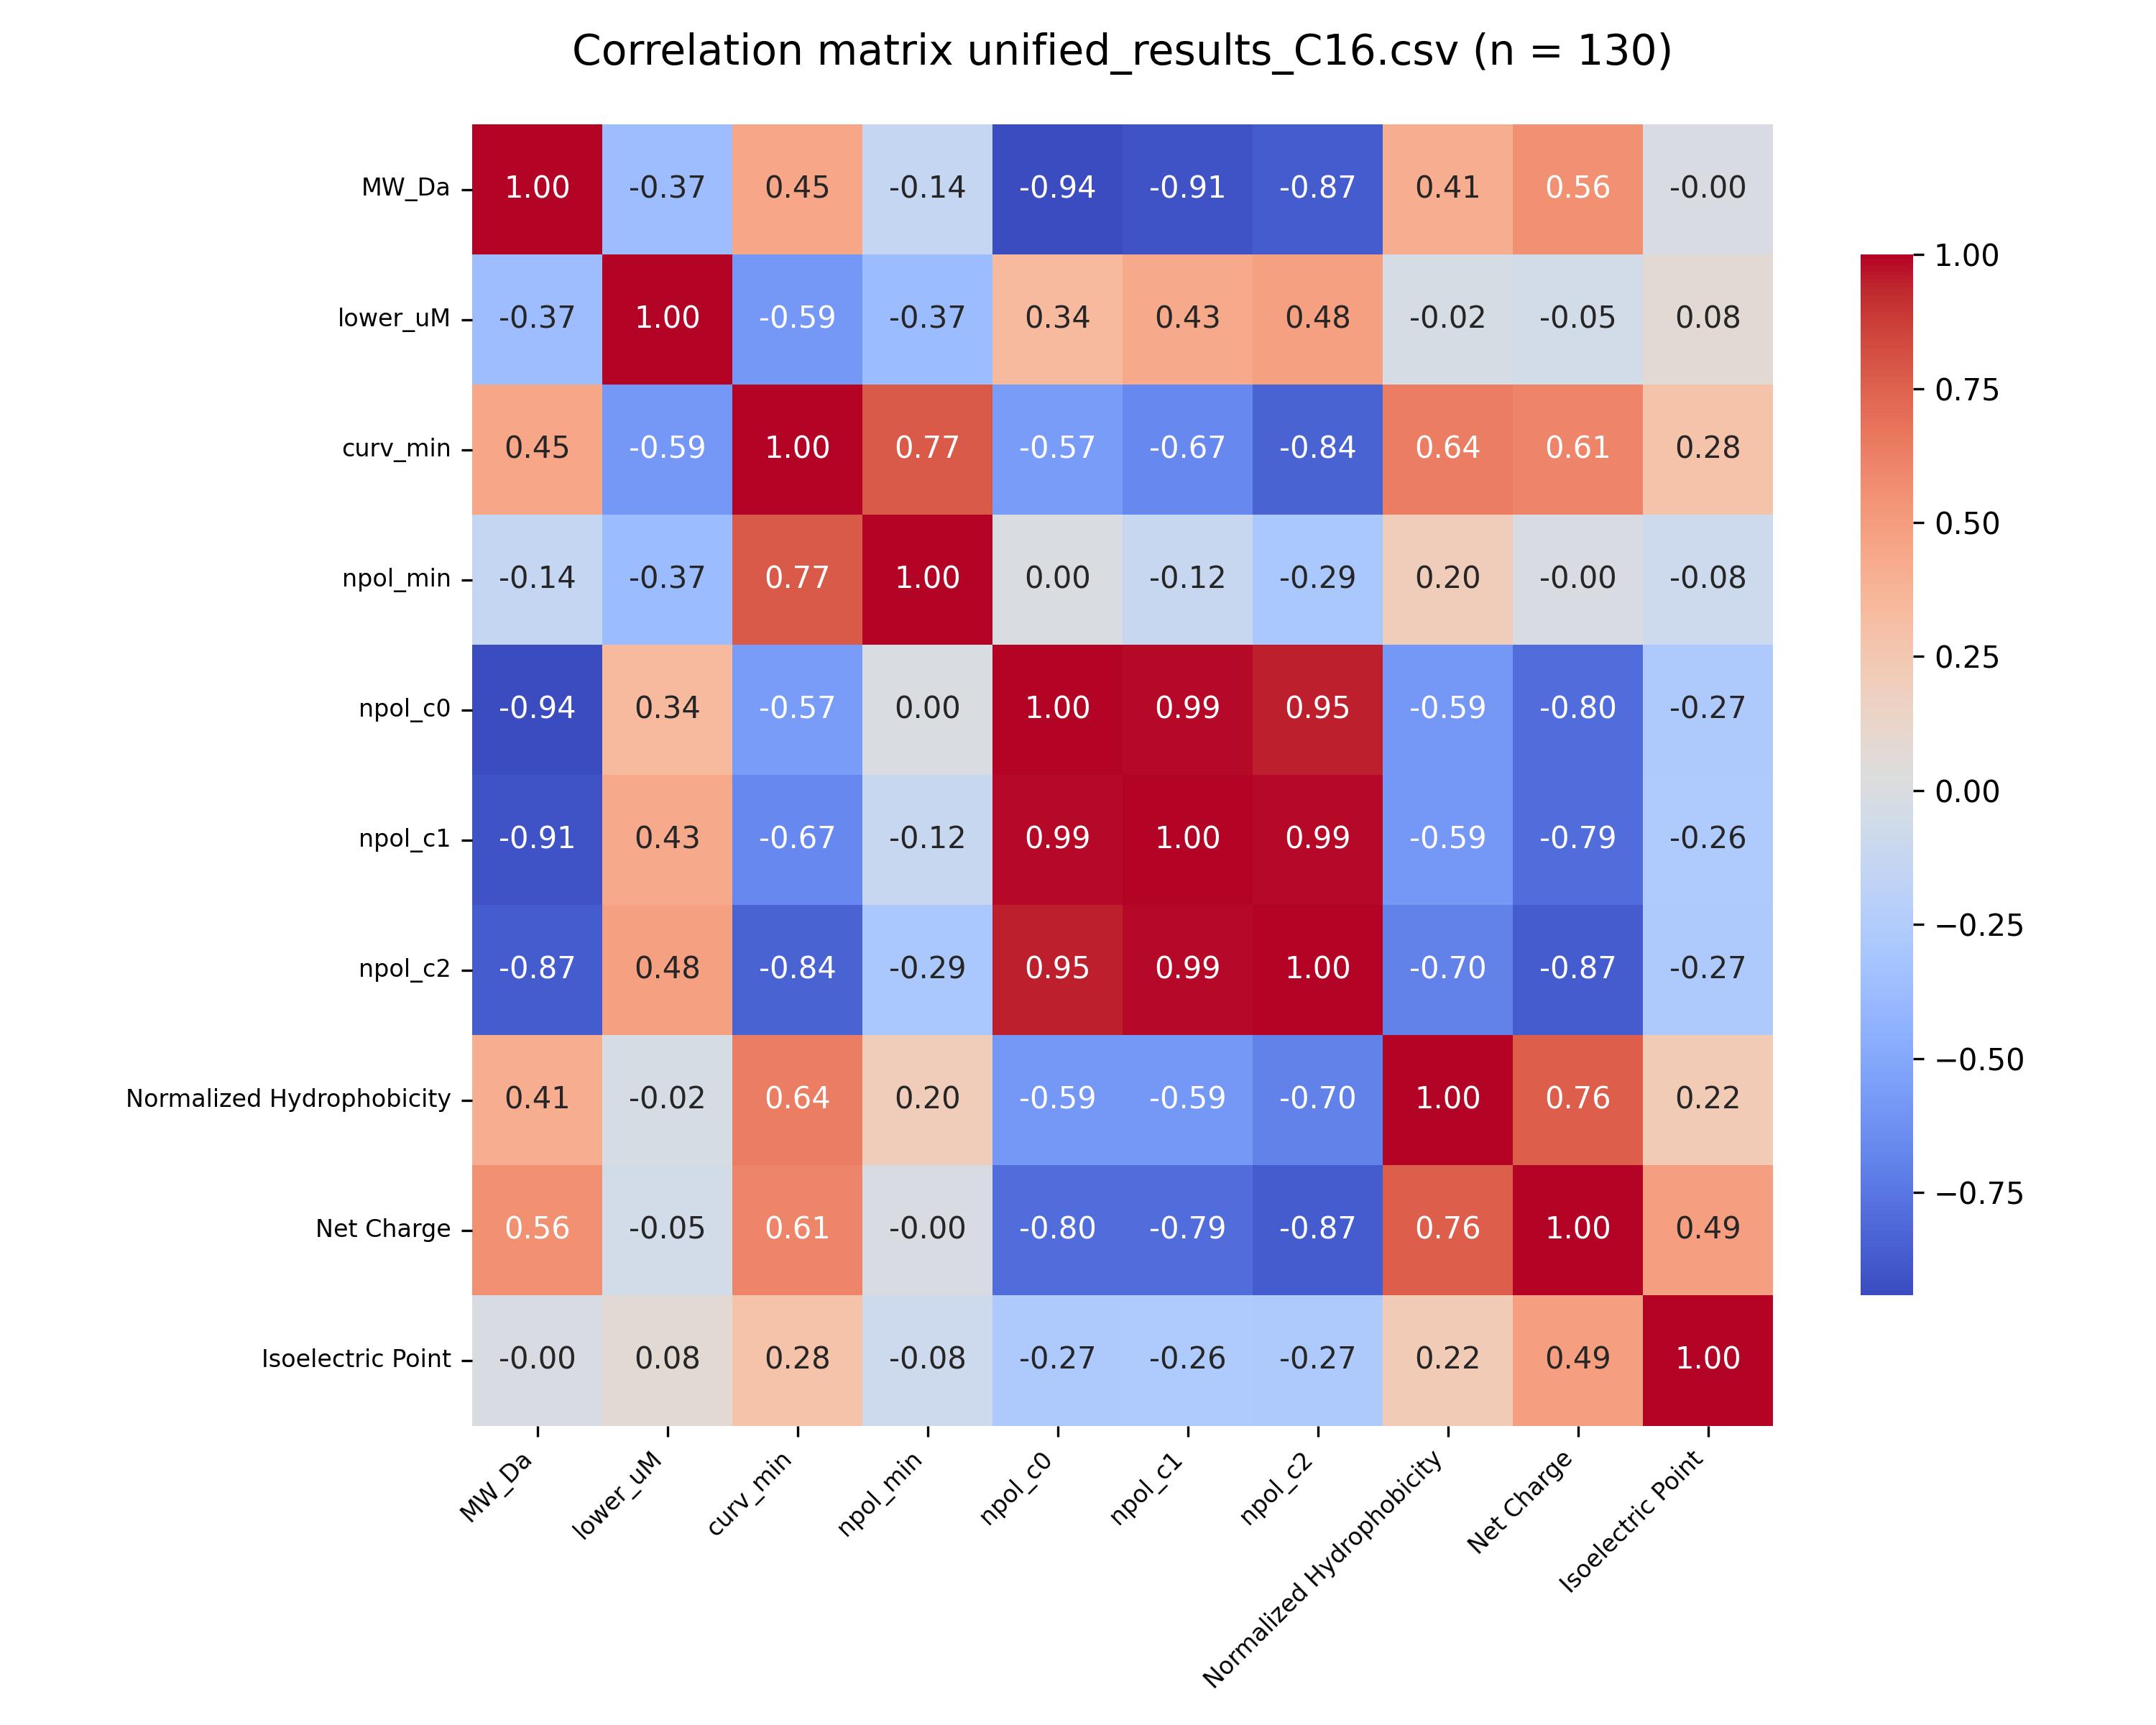 Correlation matrix unified_results_C16.csv (n = 130)
MW_Da 1.00 -0.37 0.45 -0.14 -0.94 -0.91 -0.87 0.41 0.56 -0.00
lower_uM -0.37 1.00 -0.59 -0.37 0.34 0.43 0.48 -0.02 -0.05 0.08
curv_min 0.45 -0.59 1.00 0.77 -0.57 -0.67 -0.84 0.64 0.61 0.28
npol_min -0.14 -0.37 0.77 1.00 0.00 -0.12 -0.29 0.20 -0.00 -0.08
npol_c0 -0.94 0.34 -0.57 0.00 1.00 0.99 0.95 -0.59 -0.80 -0.27
npol_c1 -0.91 0.43 -0.67 -0.12 0.99 1.00 0.99 -0.59 -0.79 -0.26
npol_c2 -0.87 0.48 -0.84 -0.29 0.95 0.99 1.00 -0.70 -0.87 -0.27
Normalized Hydrophobicity 0.41 -0.02 0.64 0.20 -0.59 -0.59 -0.70 1.00 0.76 0.22
Net Charge 0.56 -0.05 0.61 -0.00 -0.80 -0.79 -0.87 0.76 1.00 0.49
Isoelectric Point -0.00 0.08 0.28 -0.08 -0.27 -0.26 -0.27 0.22 0.49 1.00
MW_Da
lower_uM
curv_min
npol_min
npol_c0
npol_c1
npol_c2
Normalized Hydrophobicity
Net Charge
Isoelectric Point
1.00
0.75
0.50
0.25
0.00
−0.25
−0.50
−0.75